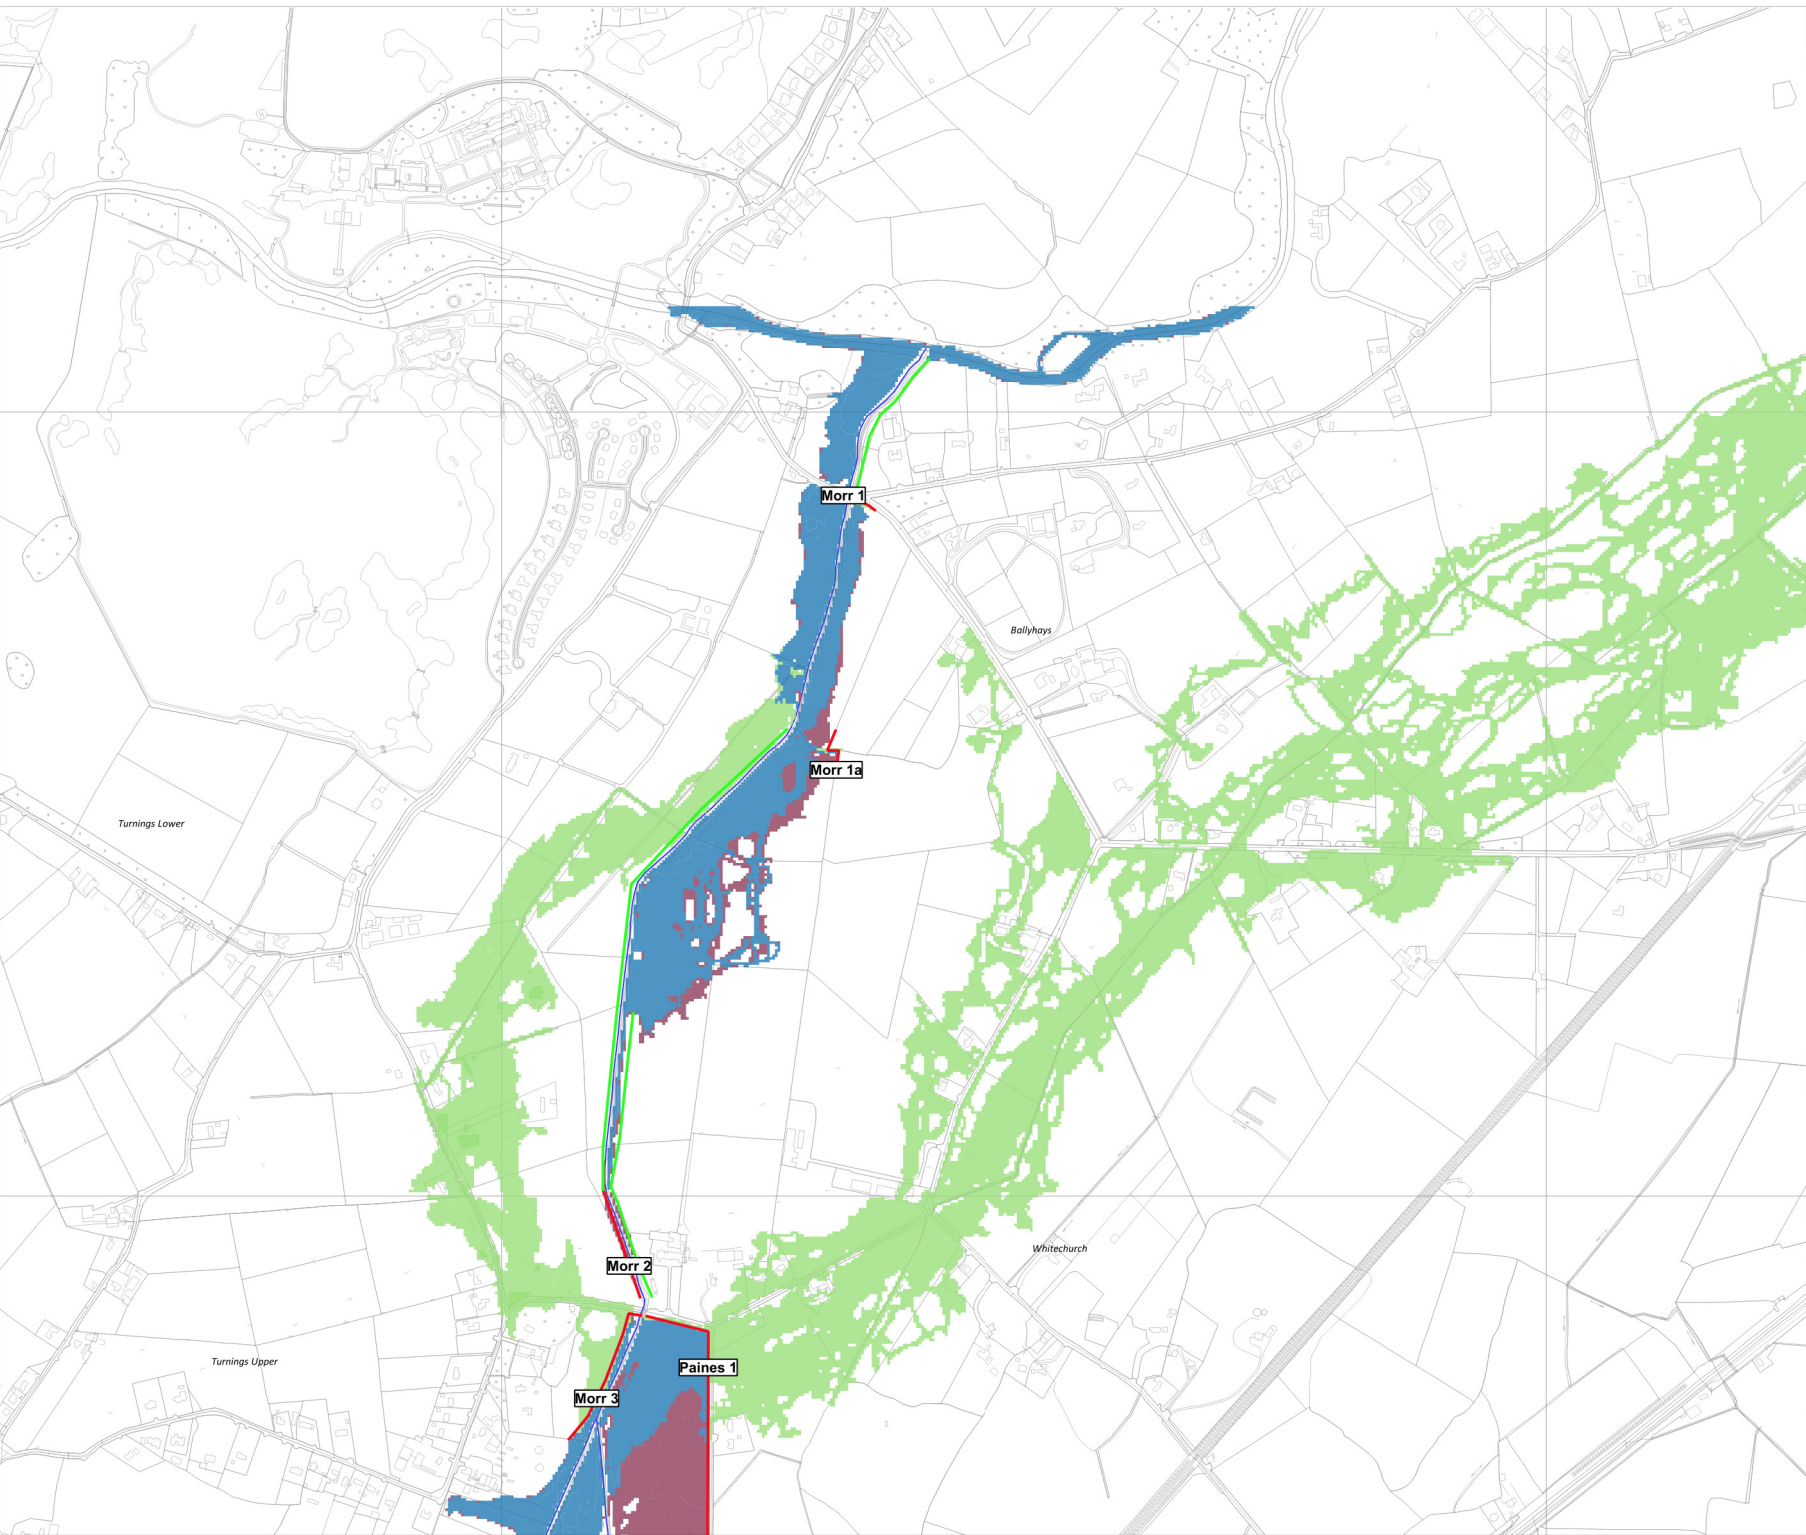 Morr 1
Ballyhays
Morr 1a
Turnings Lower
Whitechurch
Morr 2
Turnings Upper
Paines 1
Morr 3